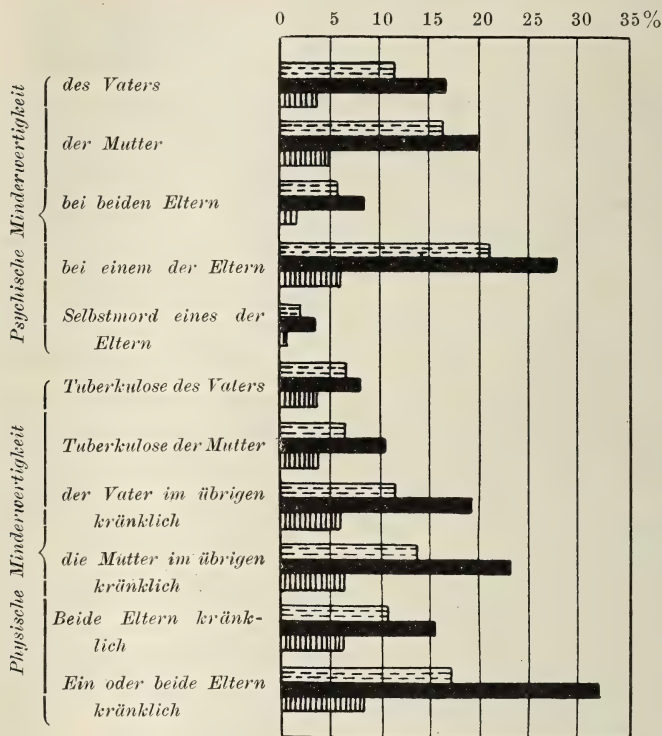 0 5 10 15 20 25 30 35%
Psychische Minderwertigkeit
des Vaters
der Mutter
bei beiden Eltern
bei einem der Eltern
Selbstmord eines der
Eltern
Physische Minderwertigkeit
Tuberkulose des Vaters
Tuberkulose der Mutter
der Vater im übrigen
kränklich
die Mutter im übrigen
kränklich
Beide Eltern kränk-
lich
Ein oder beide Eltern
kränklich